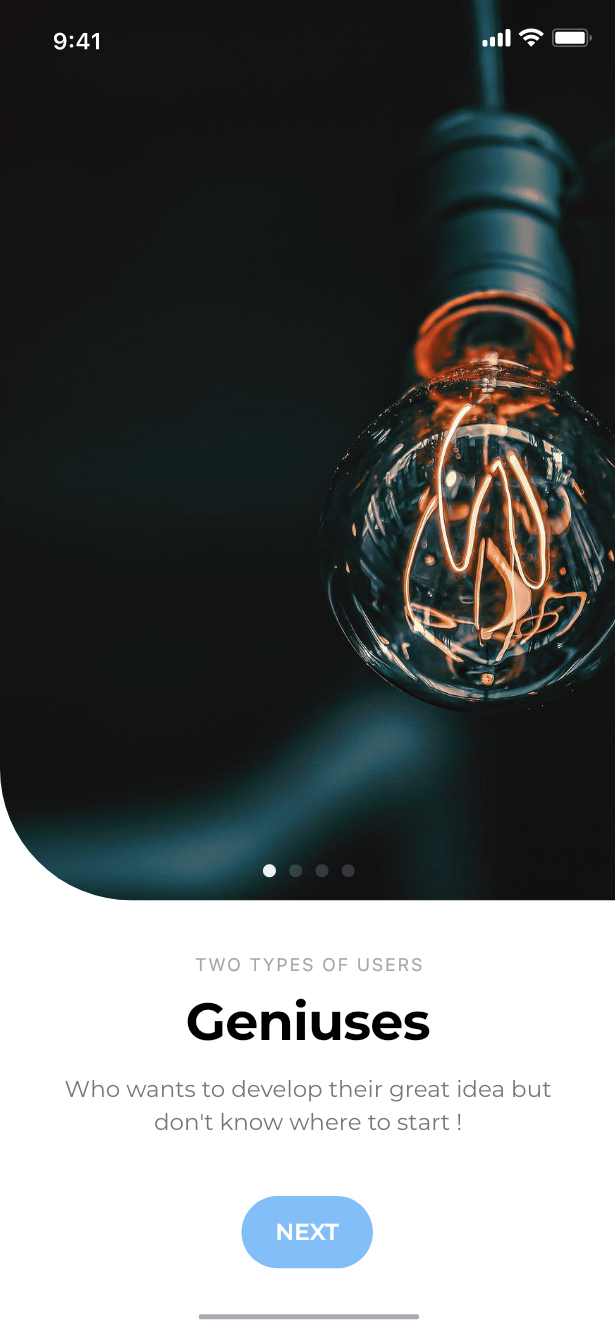 9:41
TWO TYPES OF USERS
Geniuses
Who wants to develop their great idea but
don't know where to start !
NEXT